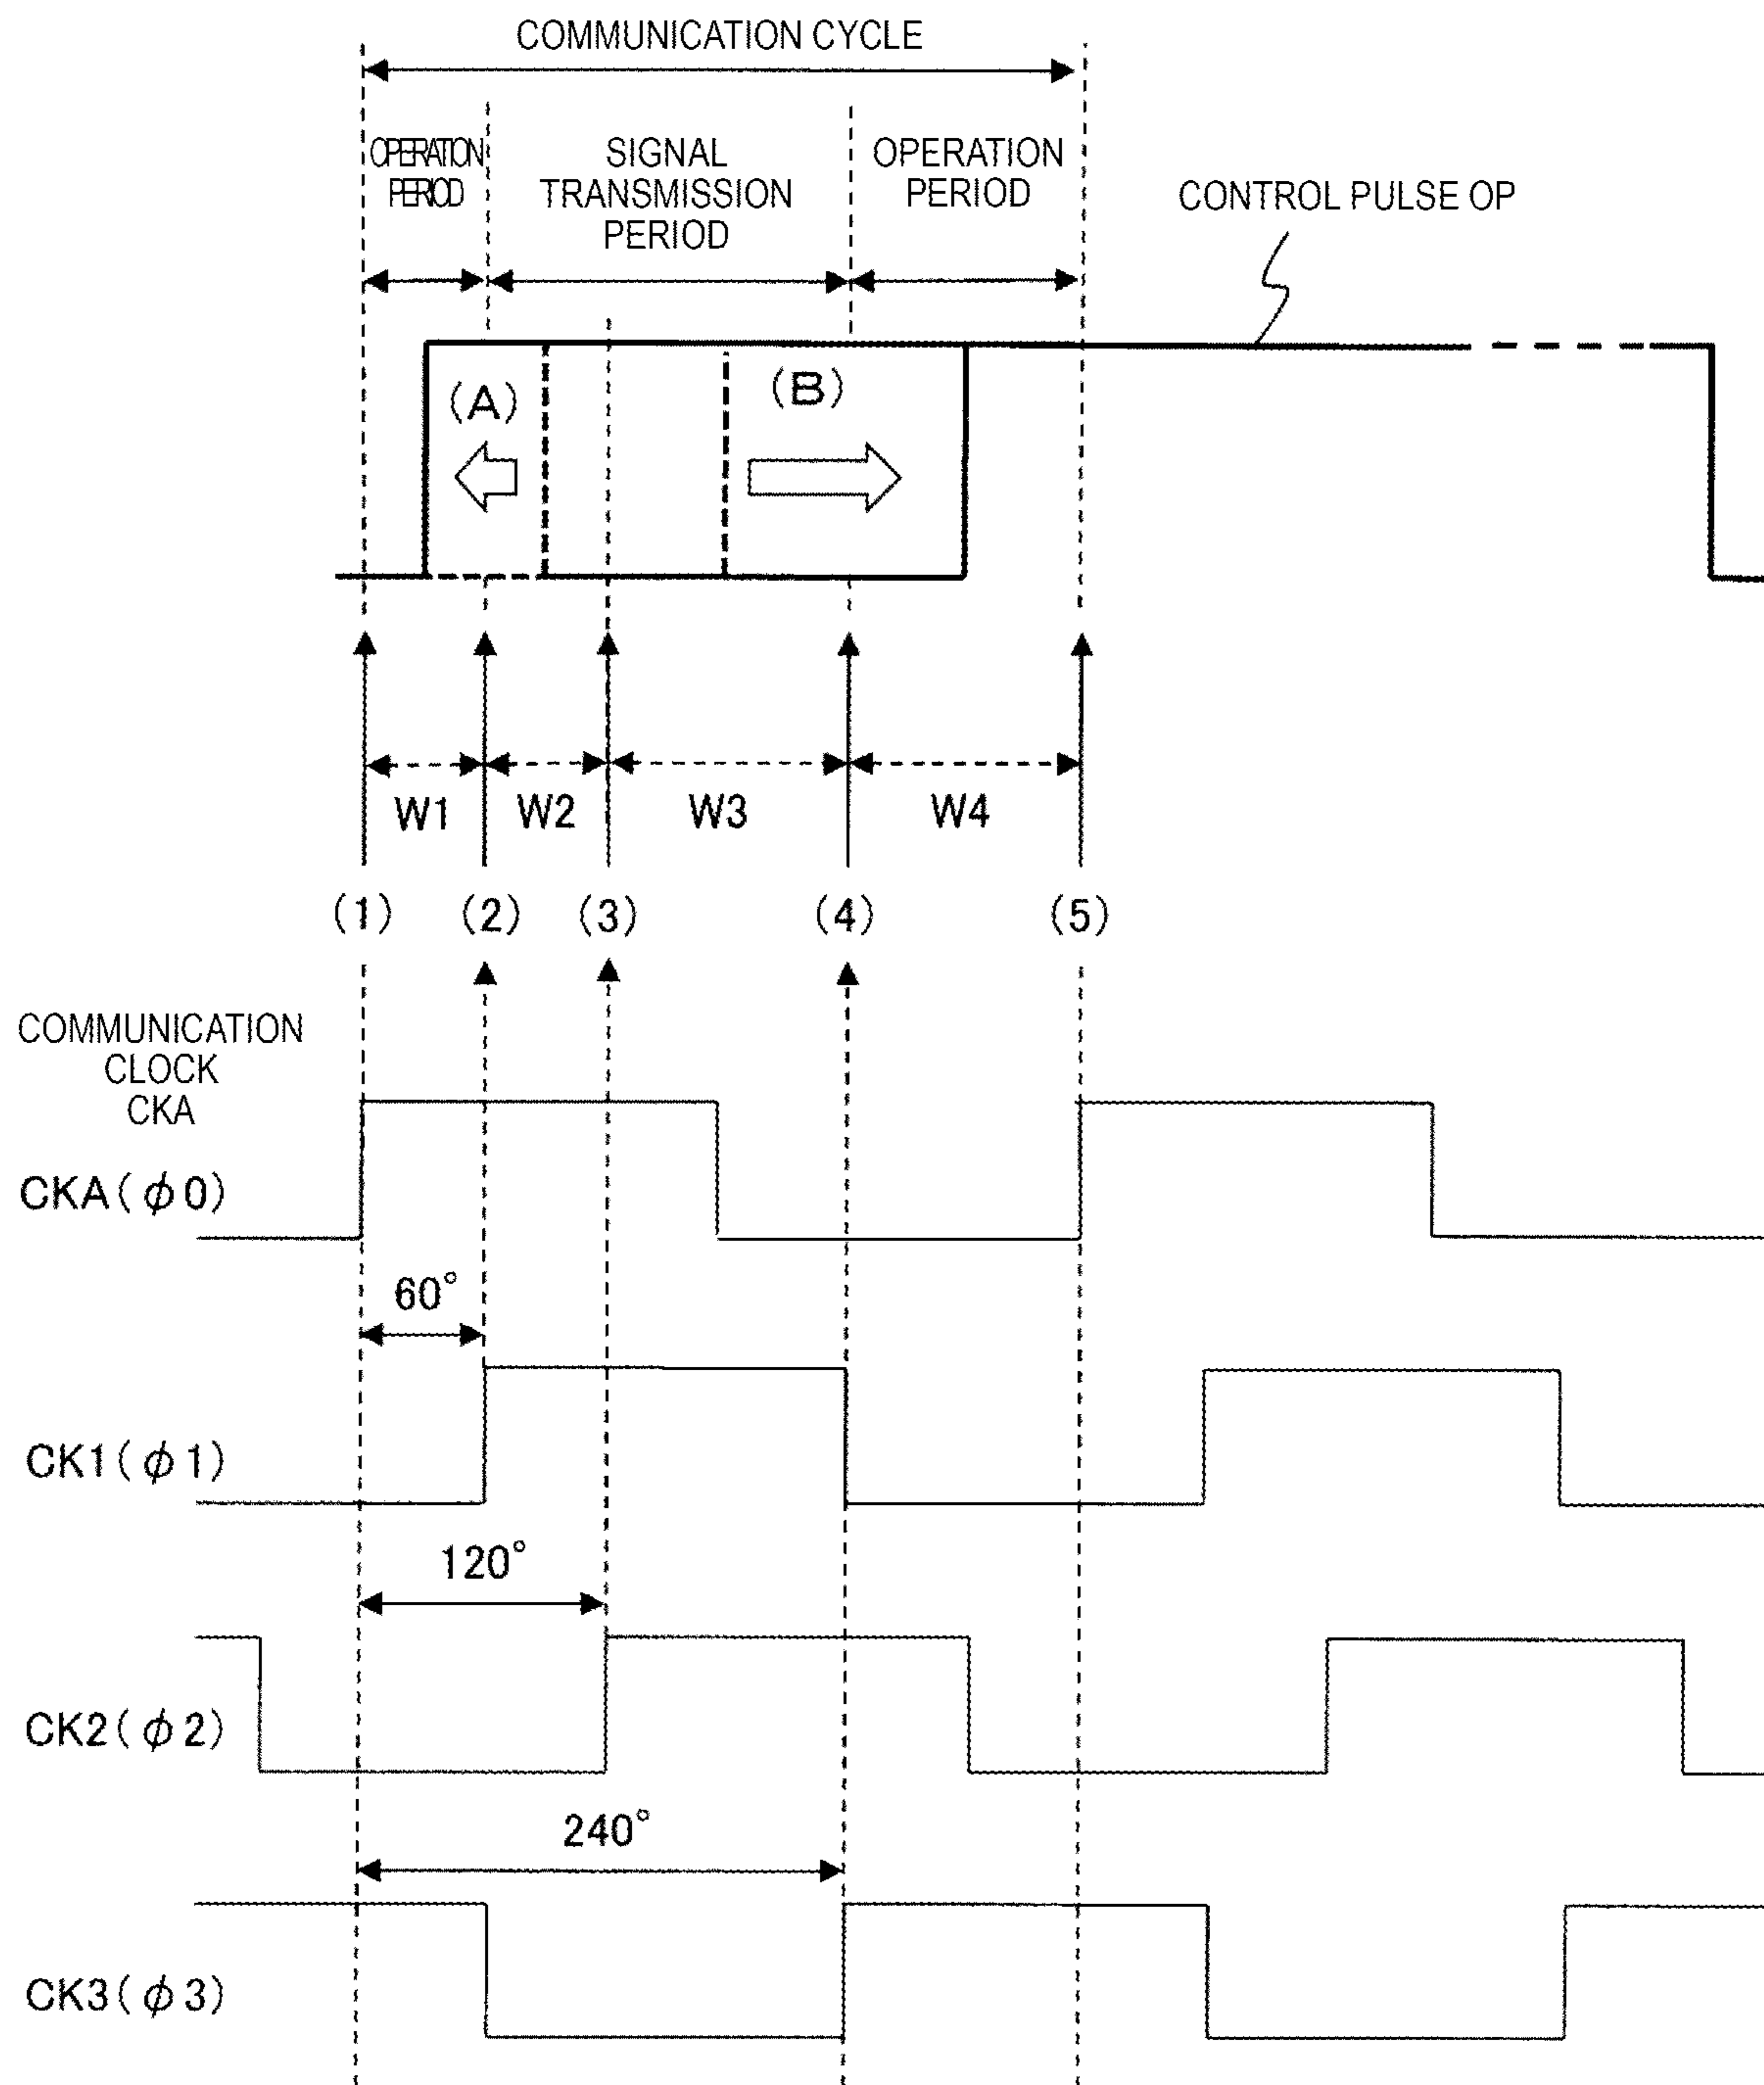 COMMUNICATION CYCLE
OPERATION
PERIOD
SIGNAL
TRANSMISSION
PERIOD
OPERATION
PERIOD
CONTROL PULSE OP
(A)
(B)
W1
W2
W3
W4
(1)
(2)
(3)
(4)
(5)
COMMUNICATION
CLOCK
CKA
CKA(φ0)
60°
CK1(φ1)
120°
CK2(φ2)
240°
CK3(φ3)